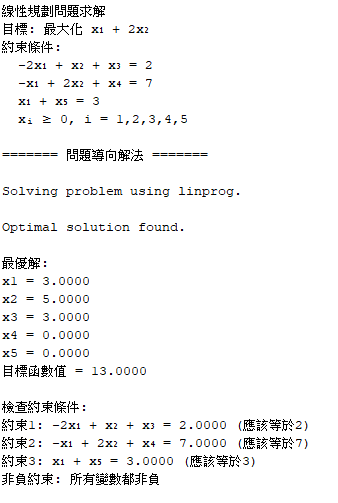 線性規劃問題求解
目標: 最大化 x₁ + 2x₂
約束條件:
-2x₁ + x₂ + x₃ = 2
-x₁ + 2x₂ + x₄ = 7
x₁ + x₅ = 3
xᵢ ≥ 0, i = 1,2,3,4,5
======= 問題導向解法 =======
Solving problem using linprog.
Optimal solution found.
最優解:
x1 = 3.0000
x2 = 5.0000
x3 = 3.0000
x4 = 0.0000
x5 = 0.0000
目標函數值 = 13.0000
檢查約束條件:
約束1: -2x₁ + x₂ + x₃ = 2.0000 (應該等於2)
約束2: -x₁ + 2x₂ + x₄ = 7.0000 (應該等於7)
約束3: x₁ + x₅ = 3.0000 (應該等於3)
非負約束: 所有變數都非負